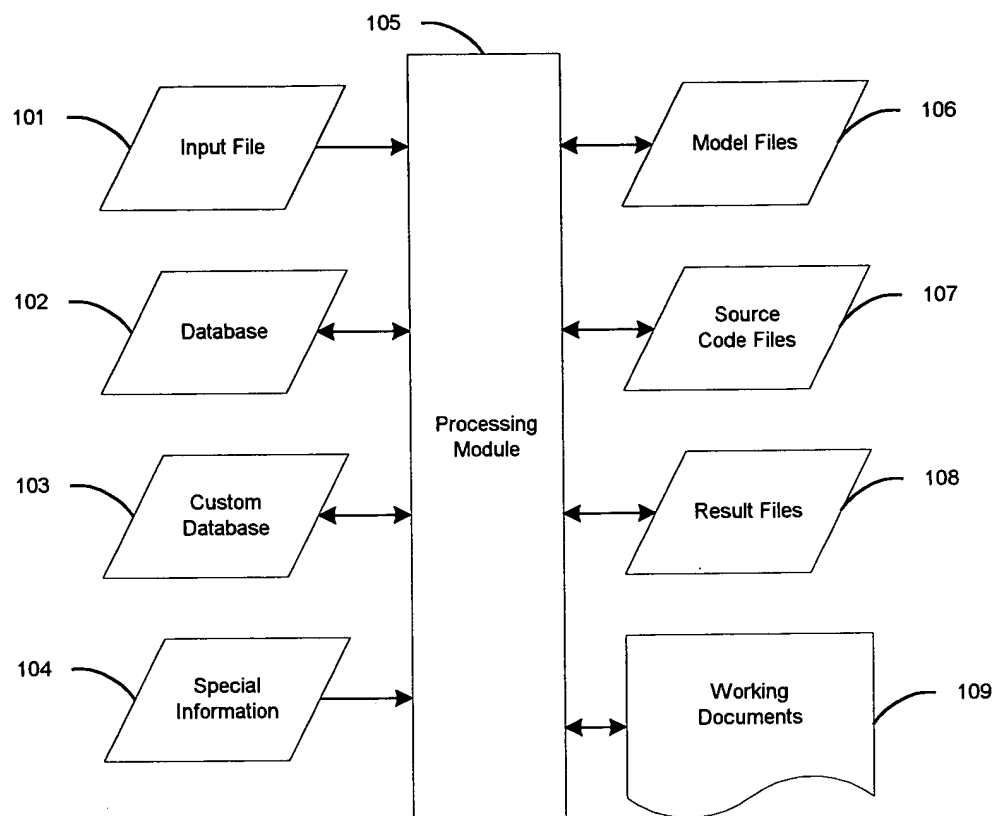 105
101
Input File
Model Files
106
102
Database
Source
Code Files
107
Processing
Module
103
Custom
Database
Result Files
108
104
Special
Information
Working
Documents
109